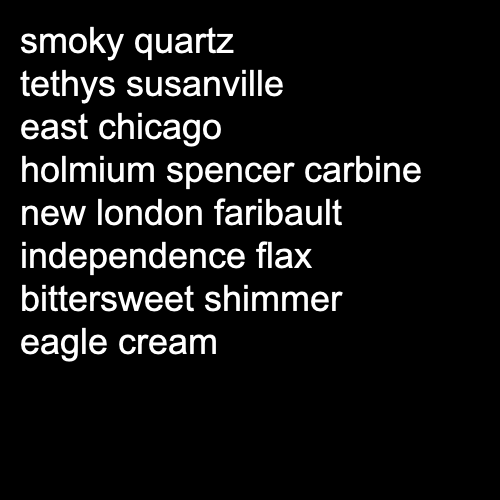 smoky quartz
tethys susanville
east chicago
holmium spencer carbine
new london faribault
independence flax
bittersweet shimmer
eagle cream